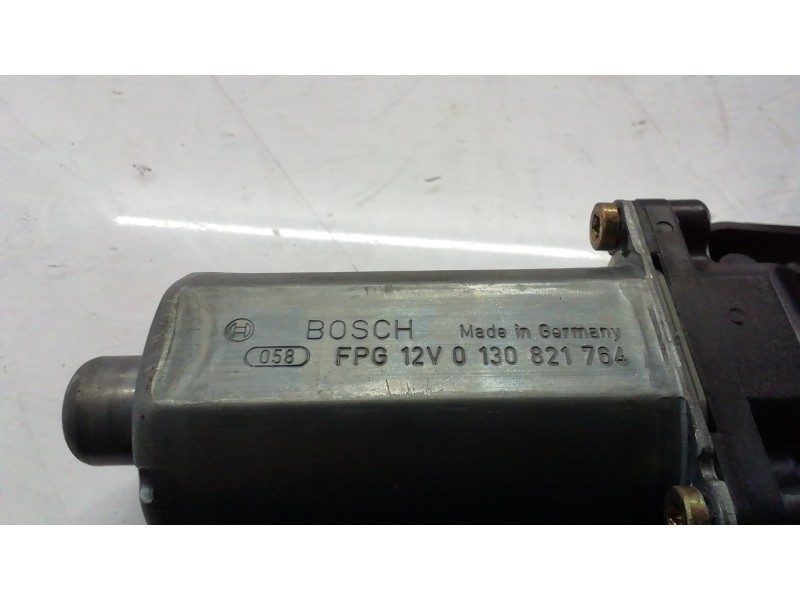 BOSCH Made in Germany
058 FPG 12V 0 130 821 764